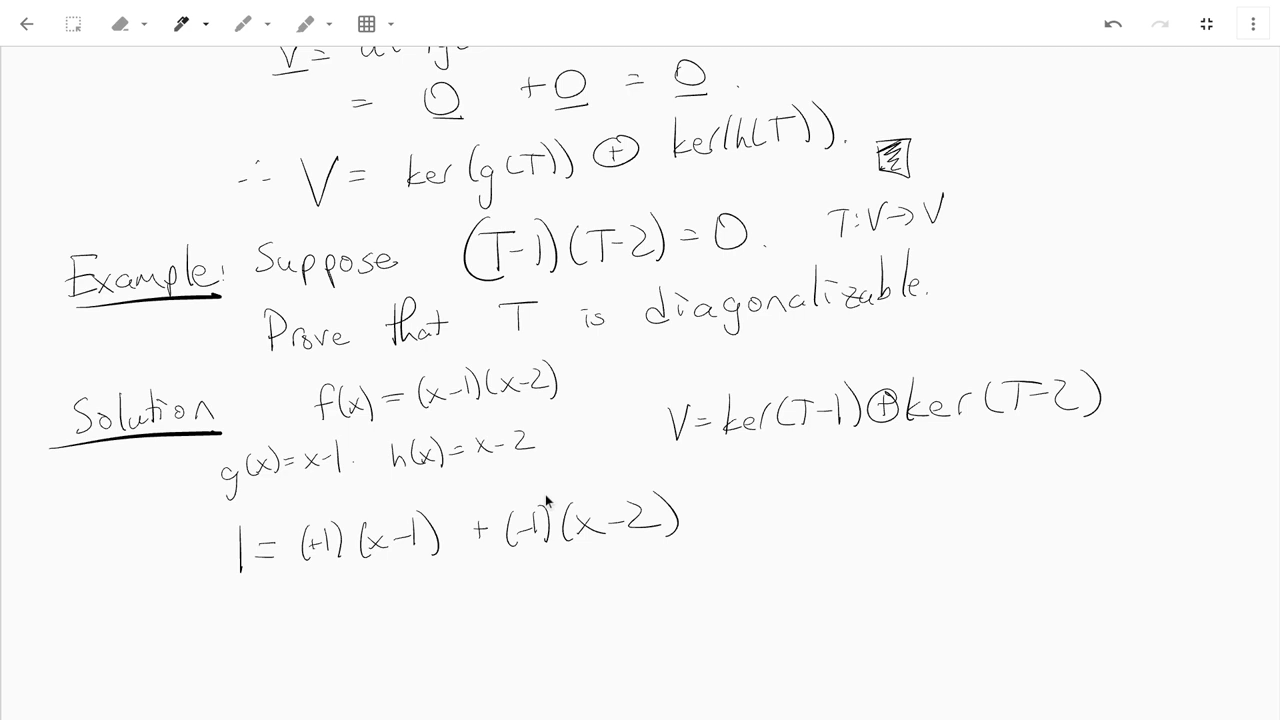 V =
= 0 + 0 = 0 .
∴ V = ker(g(T)) ⊕ ker(h(T)).
Example: Suppose (T-1)(T-2) = 0. T: V → V
Prove that T is diagonalizable.
Solution f(x) = (x-1)(x-2)
V = ker(T-1) ⊕ ker(T-2)
g(x) = x-1. h(x) = x-2
1 = (+1)(x-1) + (-1)(x-2)